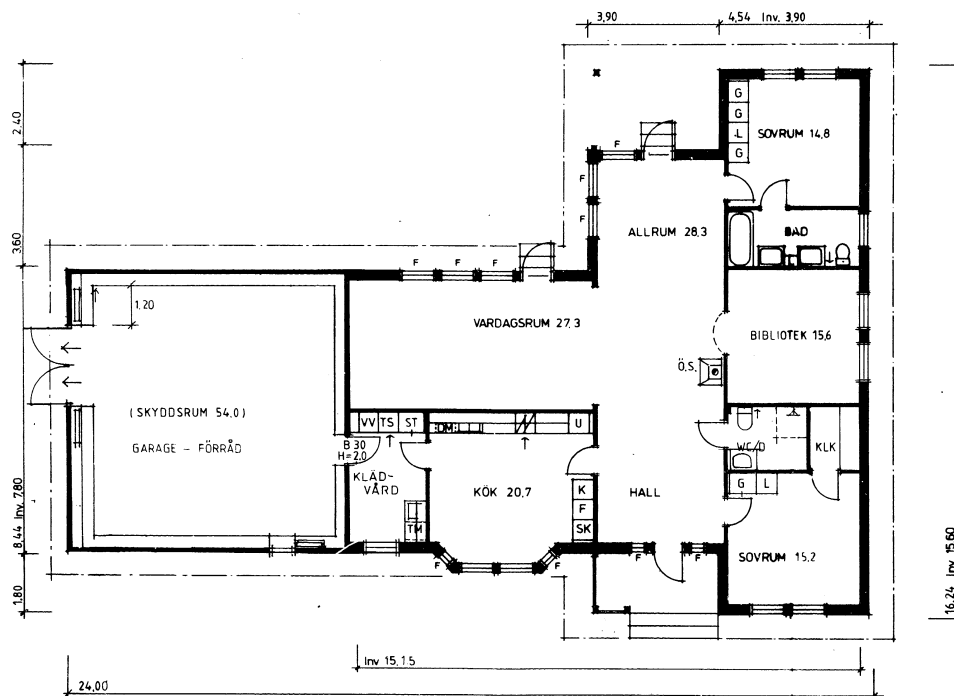 3,90
4,54 Inv. 3,90
2,40
G
G
L
G
SOVRUM 14,8
F
F
F
ALLRUM 28,3
BAD
3,60
F F F
1,20
VARDAGSRUM 27,3
BIBLIOTEK 15,6
Ö.S.
(SKYDDSRUM 54,0)
GARAGE – FÖRRÅD
VV TS ST
DM
U
B 30
H=2,0
WC/D
KLK
KLÄD-
VÅRD
KÖK 20,7
K
F
SK
HALL
G L
TM
8,44 Inv 7,80
F
F
F
F
SOVRUM 15,2
1,80
16,24 Inv 15,60
Inv 15,15
24,00